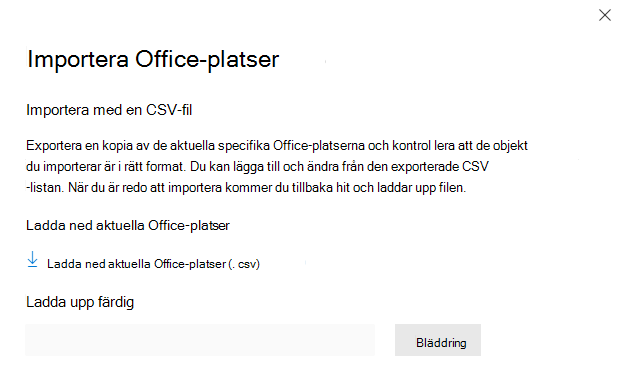 Importera Office-platser
Importera med en CSV-fil
Exportera en kopia av de aktuella specifika Office-platserna och kontrol lera att de objekt
du importerar är i rätt format. Du kan lägga till och ändra från den exporterade CSV
-listan. När du är redo att importera kommer du tillbaka hit och laddar upp filen.
Ladda ned aktuella Office-platser
Ladda ned aktuella Office-platser (. csv)
Ladda upp färdig
Bläddring